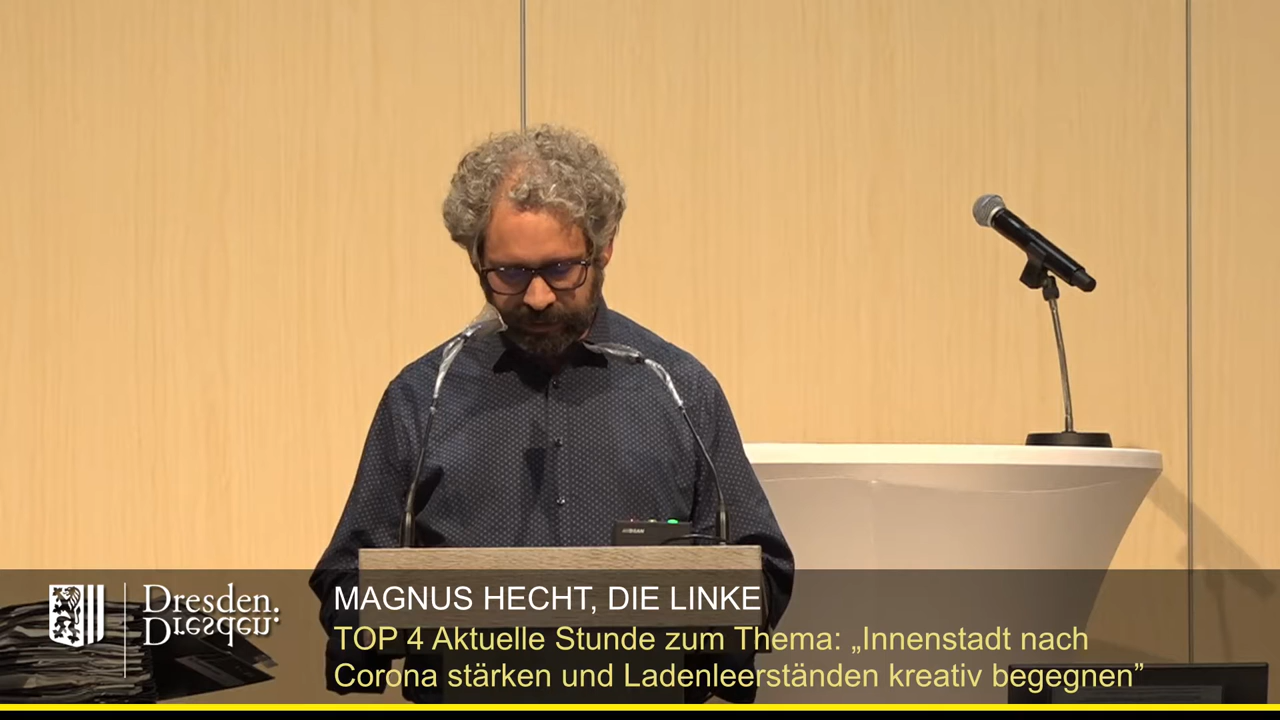 Dresden.
Dresden.
MAGNUS HECHT, DIE LINKE
TOP 4 Aktuelle Stunde zum Thema: „Innenstadt nach
Corona stärken und Ladenleerständen kreativ begegnen”